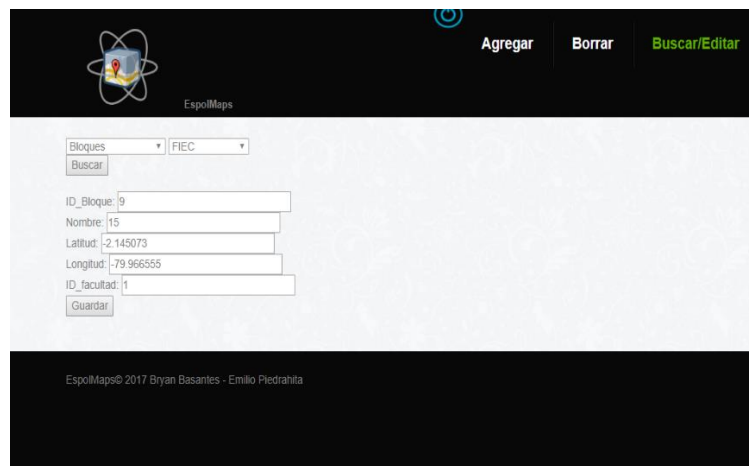 Agregar Borrar Buscar/Editar
EspolMaps
Bloques FIEC
Buscar
ID_Bloque: 9
Nombre: 15
Latitud: -2.145073
Longitud: -79.966555
ID_facultad: 1
Guardar
EspolMaps© 2017 Bryan Basantes - Emilio Piedrahita